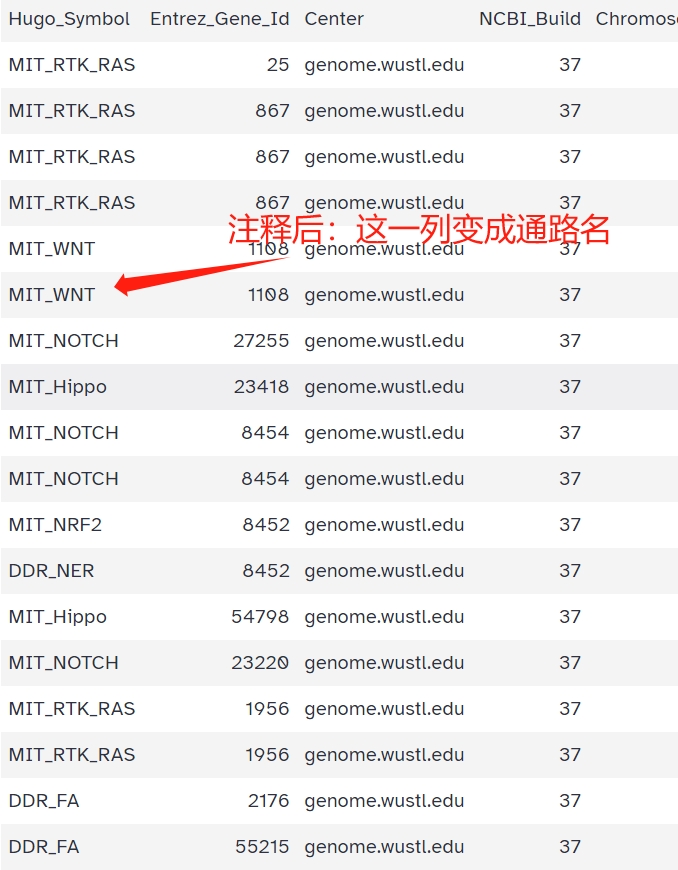 Hugo_Symbol Entrez_Gene_Id Center NCBI_Build Chromos
MIT_RTK_RAS 25 genome.wustl.edu 37
MIT_RTK_RAS 867 genome.wustl.edu 37
MIT_RTK_RAS 867 genome.wustl.edu 37
MIT_RTK_RAS 867 genome.wustl.edu 37
注释后：这一列变成通路名
MIT_WNT 1108 genome.wustl.edu 37
MIT_WNT 1108 genome.wustl.edu 37
MIT_NOTCH 27255 genome.wustl.edu 37
MIT_Hippo 23418 genome.wustl.edu 37
MIT_NOTCH 8454 genome.wustl.edu 37
MIT_NOTCH 8454 genome.wustl.edu 37
MIT_NRF2 8452 genome.wustl.edu 37
DDR_NER 8452 genome.wustl.edu 37
MIT_Hippo 54798 genome.wustl.edu 37
MIT_NOTCH 23220 genome.wustl.edu 37
MIT_RTK_RAS 1956 genome.wustl.edu 37
MIT_RTK_RAS 1956 genome.wustl.edu 37
DDR_FA 2176 genome.wustl.edu 37
DDR_FA 55215 genome.wustl.edu 37